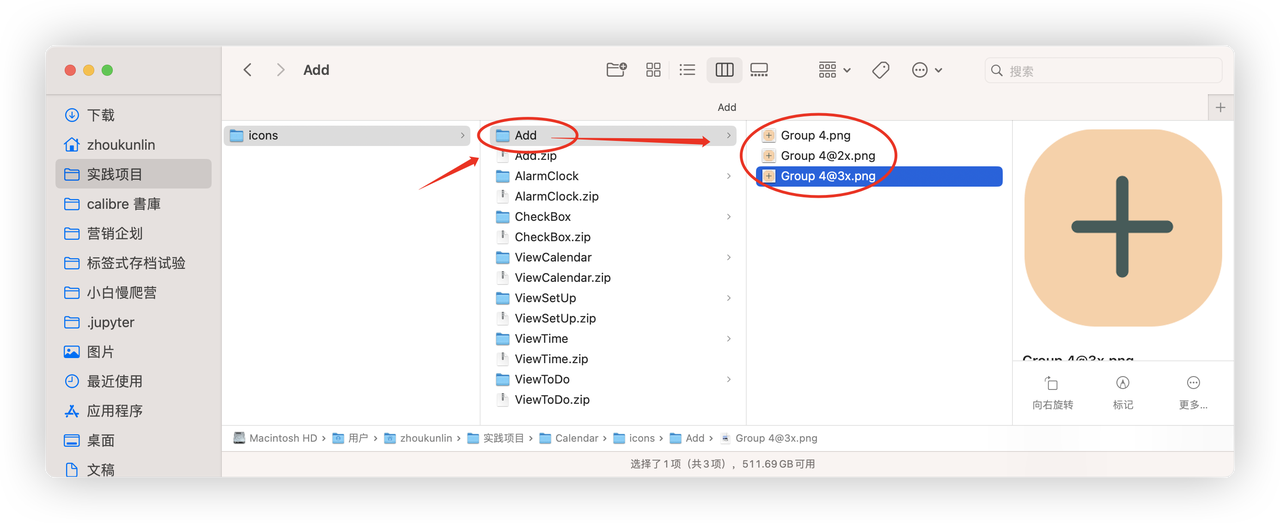 Add
搜索
Add
下载
zhoukunlin
实践项目
calibre 書庫
营销企划
标签式存档试验
小白慢爬营
.jupyter
图片
最近使用
应用程序
桌面
文稿
icons
Add
Add.zip
AlarmClock
AlarmClock.zip
CheckBox
CheckBox.zip
ViewCalendar
ViewCalendar.zip
ViewSetUp
ViewSetUp.zip
ViewTime
ViewTime.zip
ViewToDo
ViewToDo.zip
Group 4.png
Group 4@2x.png
Group 4@3x.png
Group 4@3x.png
向右旋转
标记
更多...
Macintosh HD › 用户 › zhoukunlin › 实践项目 › Calendar › icons › Add › Group 4@3x.png
选择了1项（共3项），511.69 GB可用